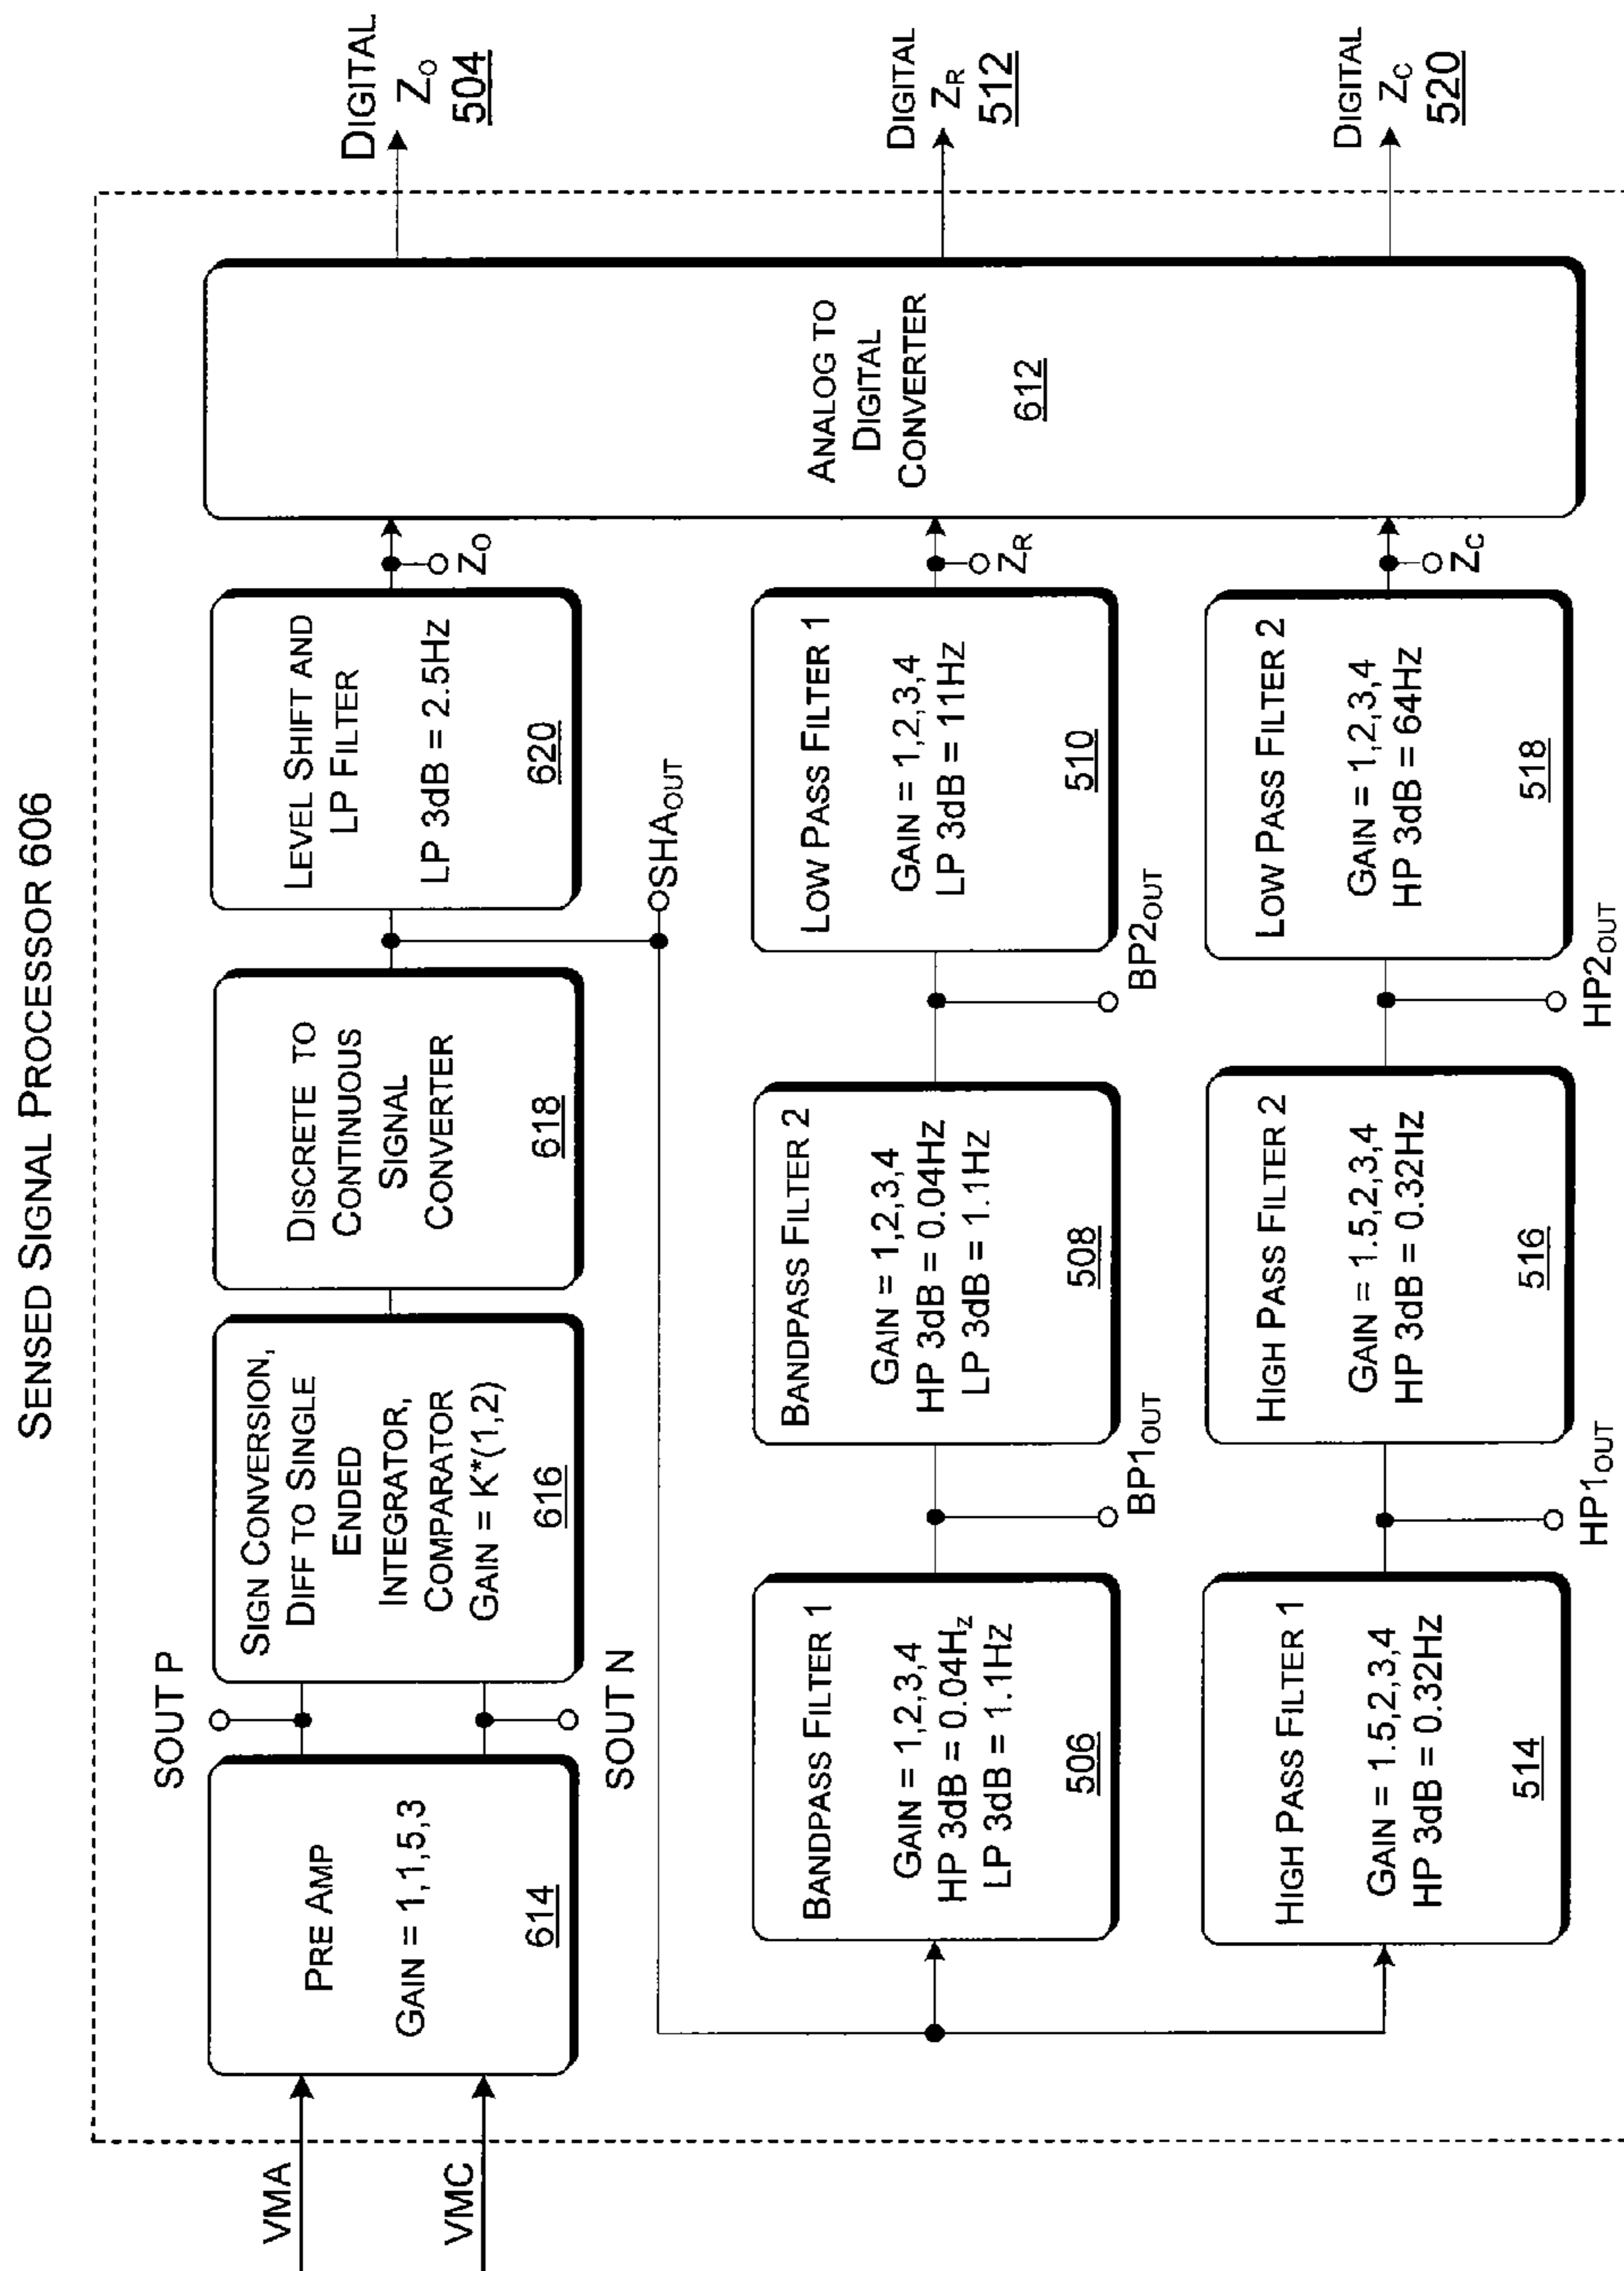 SENSED SIGNAL PROCESSOR 606
VMA
VMC
PRE AMP
GAIN = 1,1,5,3
614
SOUT P
SOUT N
SIGN CONVERSION,
DIFF TO SINGLE
ENDED
INTEGRATOR,
COMPARATOR
GAIN = K*(1,2)
616
DISCRETE TO
CONTINUOUS
SIGNAL
CONVERTER
618
SHAOUT
LEVEL SHIFT AND
LP FILTER
LP 3dB = 2.5Hz
620
ZO
BANDPASS FILTER 1
GAIN = 1,2,3,4
HP 3dB = 0.04Hz
LP 3dB = 1.1Hz
506
BP1OUT
BANDPASS FILTER 2
GAIN = 1,2,3,4
HP 3dB = 0.04Hz
LP 3dB = 1.1Hz
508
BP2OUT
LOW PASS FILTER 1
GAIN = 1,2,3,4
LP 3dB = 11Hz
510
ZR
HIGH PASS FILTER 1
GAIN = 1.5,2,3,4
HP 3dB = 0.32Hz
514
HP1OUT
HIGH PASS FILTER 2
GAIN = 1.5,2,3,4
HP 3dB = 0.32Hz
516
HP2OUT
LOW PASS FILTER 2
GAIN = 1,2,3,4
HP 3dB = 64Hz
518
ZC
ANALOG TO
DIGITAL
CONVERTER
612
DIGITAL
ZO
504
DIGITAL
ZR
512
DIGITAL
ZC
520